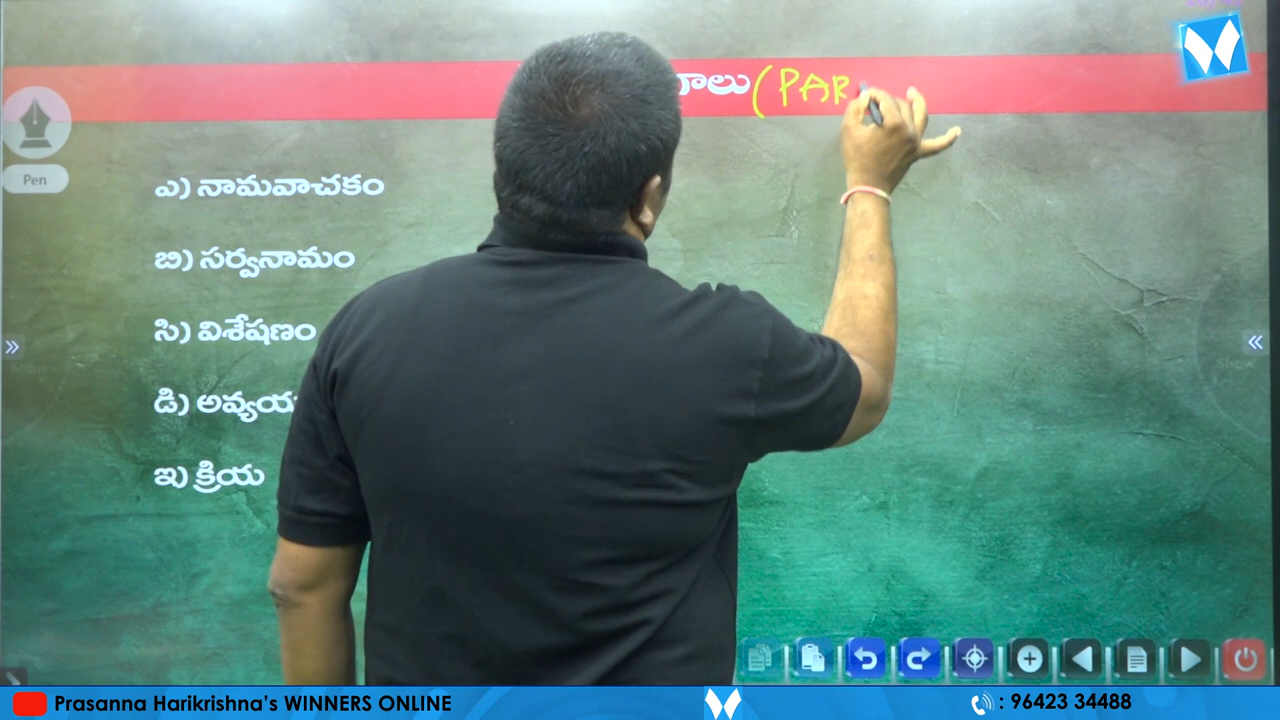 గాలు (PAR
Pen
ఎ) నామవాచకం
బి) సర్వనామం
సి) విశేషణం
డి) అవ్యయ
ఇ) క్రియ
Prasanna Harikrishna's WINNERS ONLINE
: 96423 34488